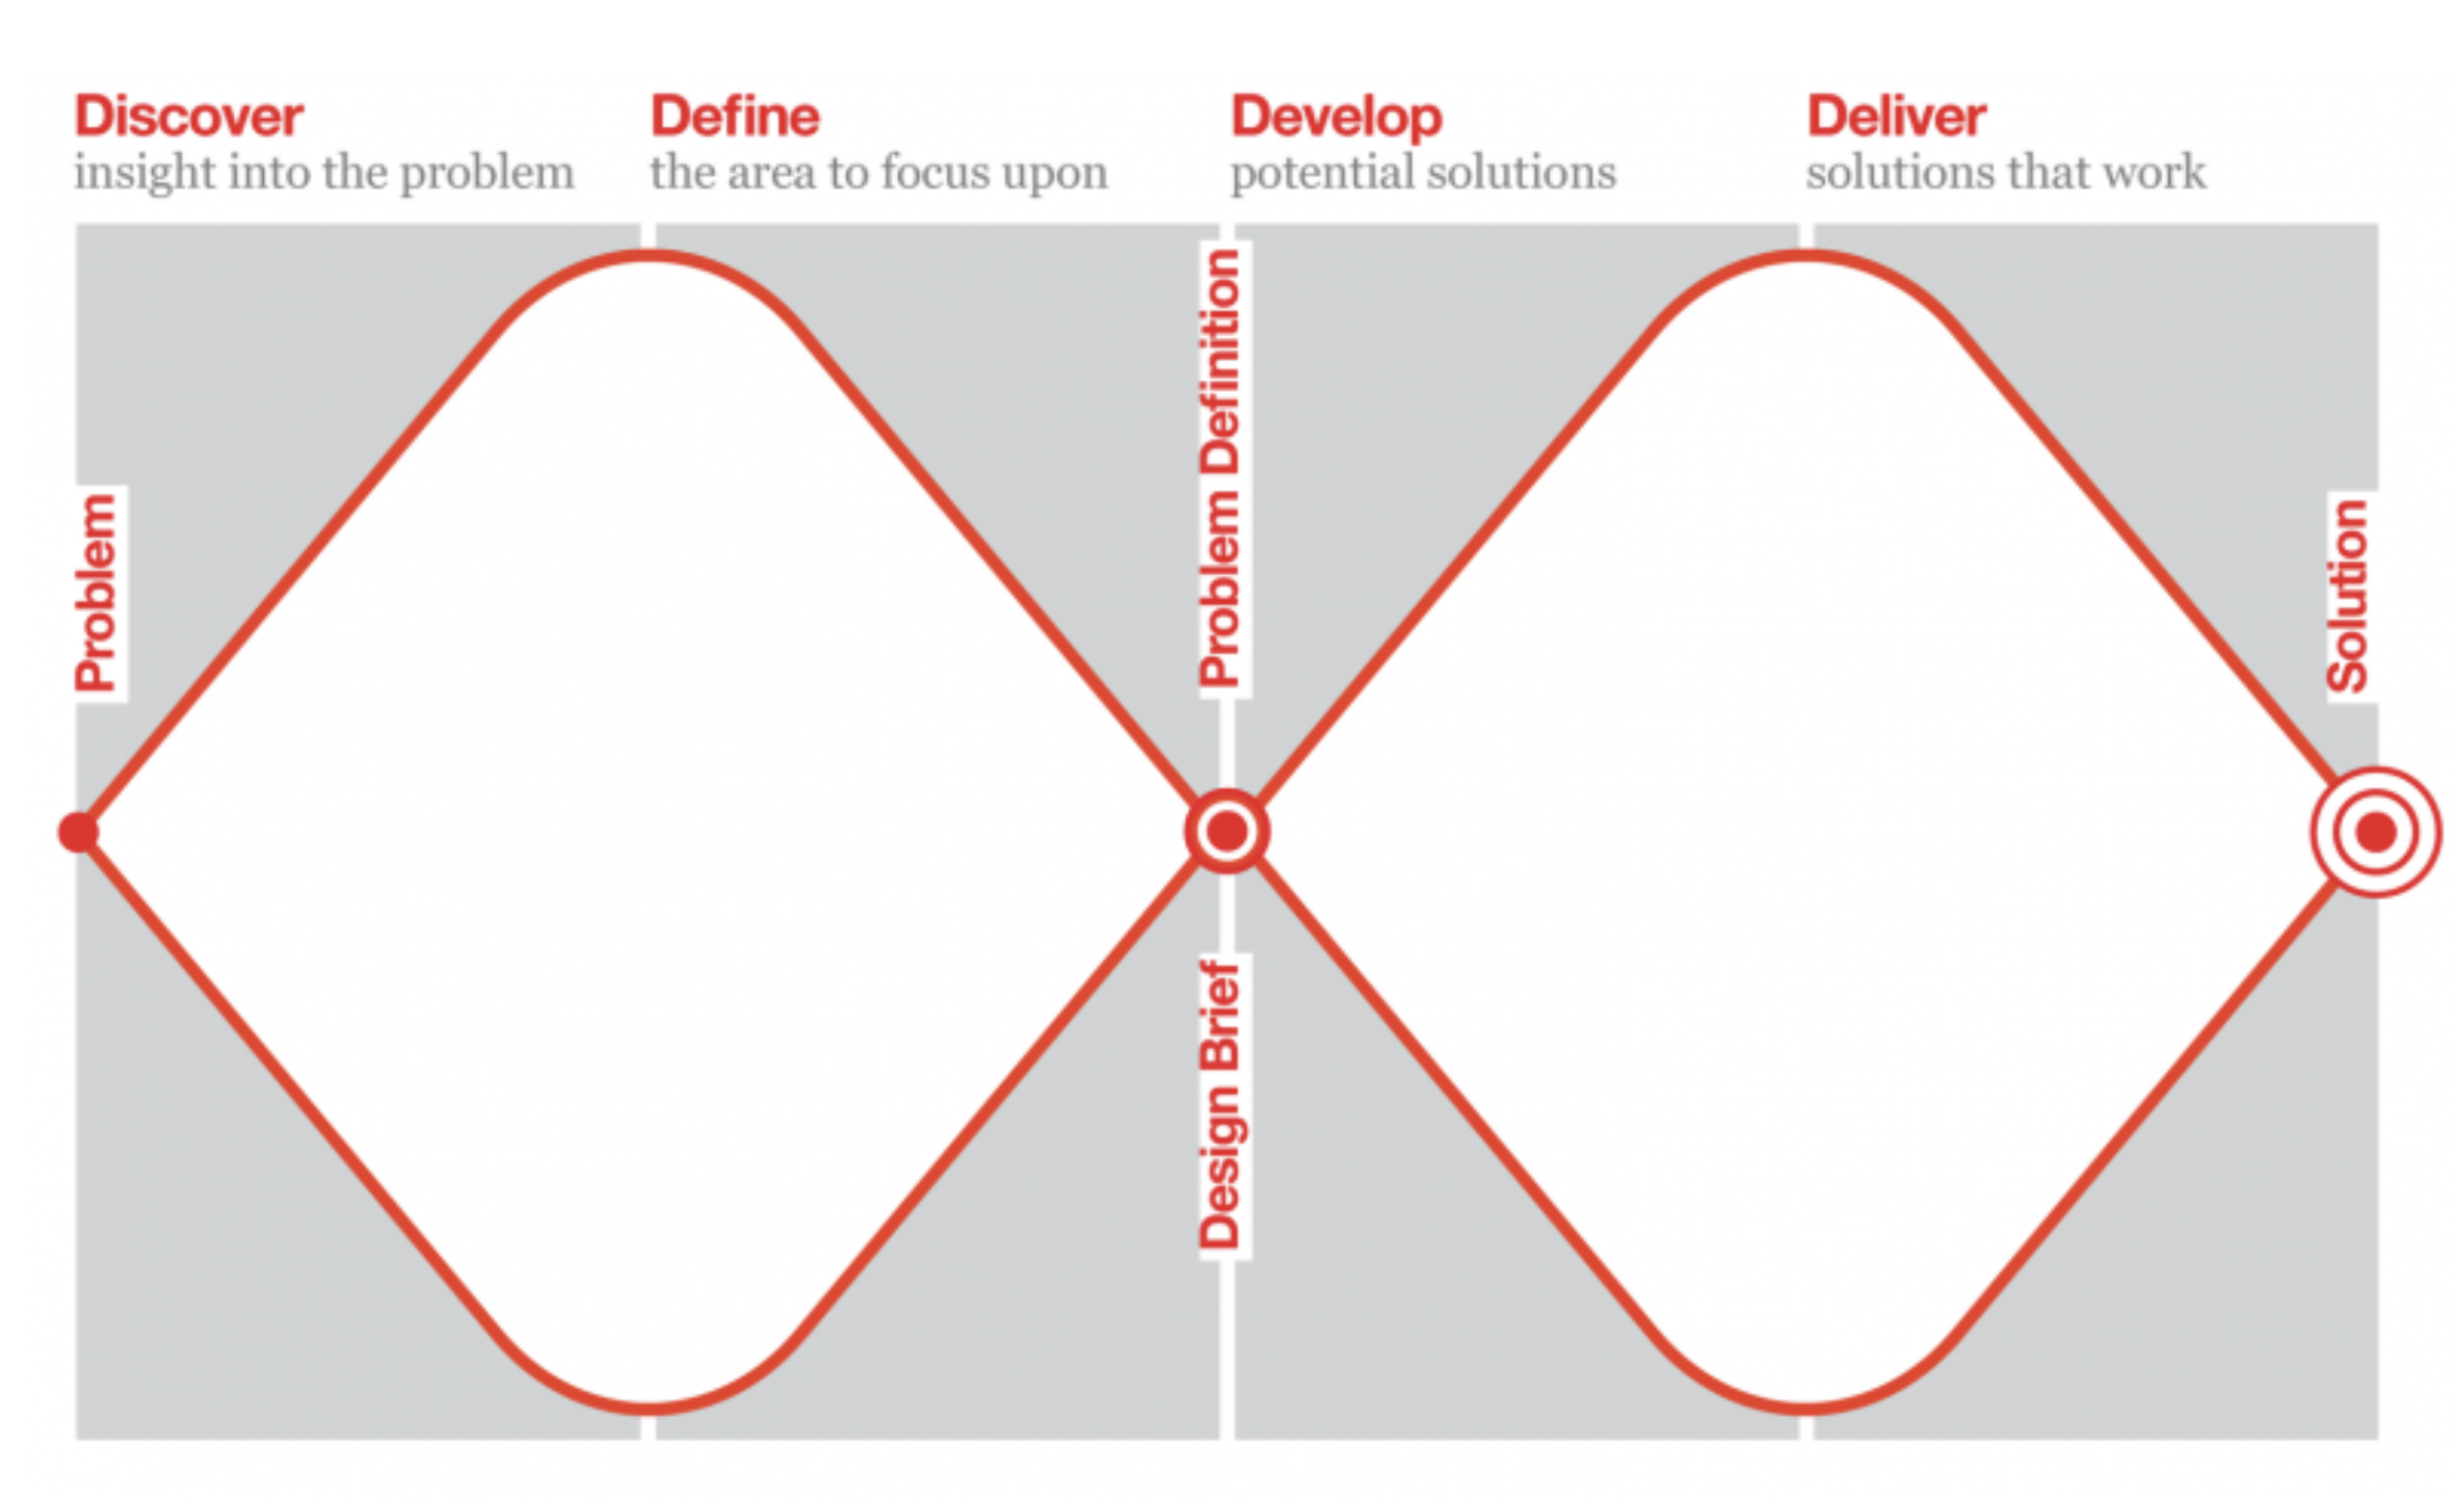 Discover
insight into the problem
Define
the area to focus upon
Develop
potential solutions
Deliver
solutions that work
Problem
Problem Definition
Design Brief
Solution